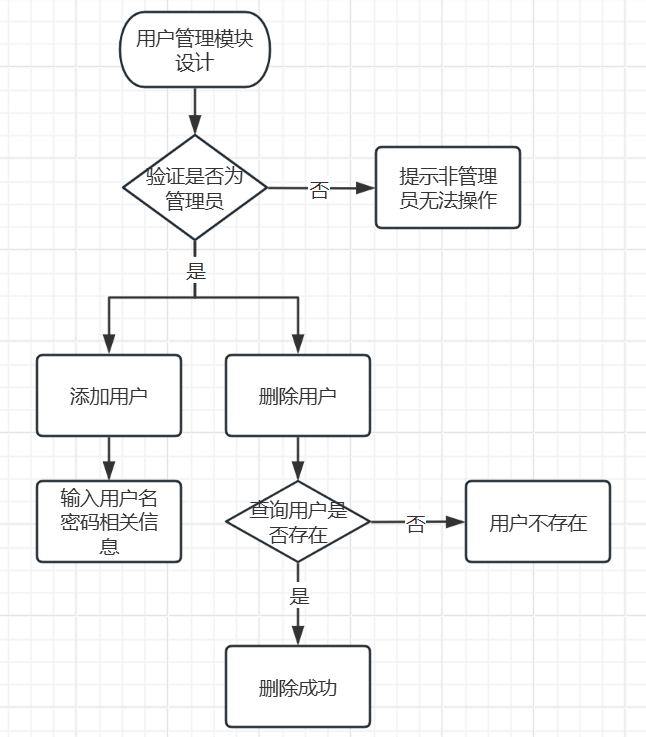 用户管理模块
设计
验证是否为
管理员
否
提示非管理
员无法操作
是
添加用户
删除用户
输入用户名
密码相关信
息
查询用户是
否存在
否
用户不存在
是
删除成功